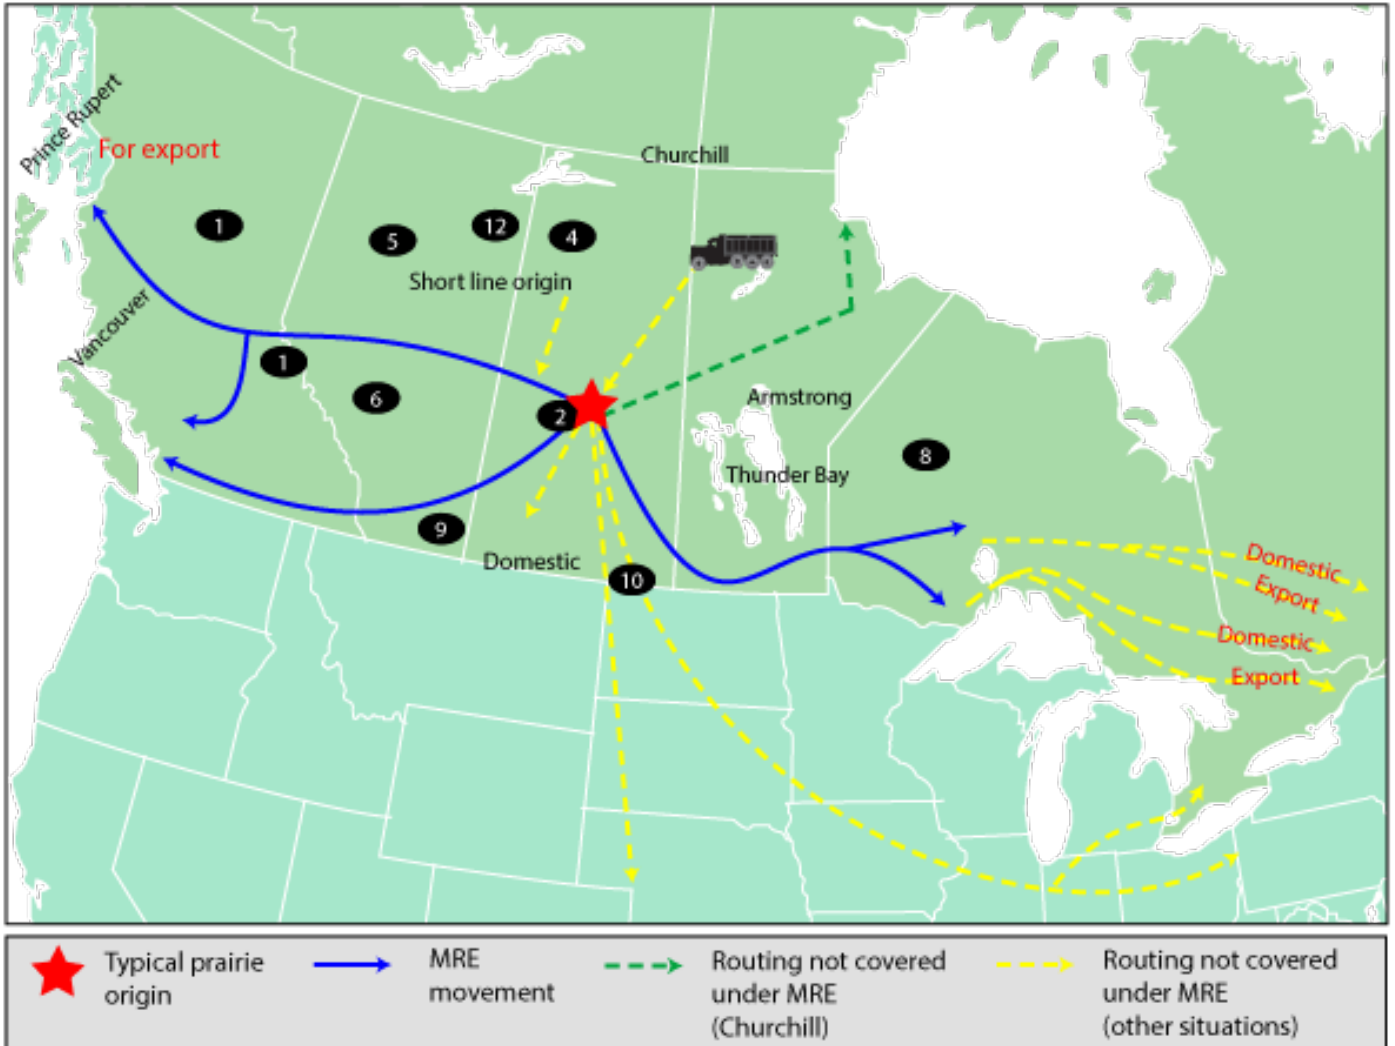 Prince Rupert
For export
Churchill
1
5
12
4
Short line origin
Vancouver
1
6
2
Armstrong
Thunder Bay
8
9
Domestic
10
Domestic
Export
Domestic
Export
Typical prairie
origin
MRE
movement
Routing not covered
under MRE
(Churchill)
Routing not covered
under MRE
(other situations)